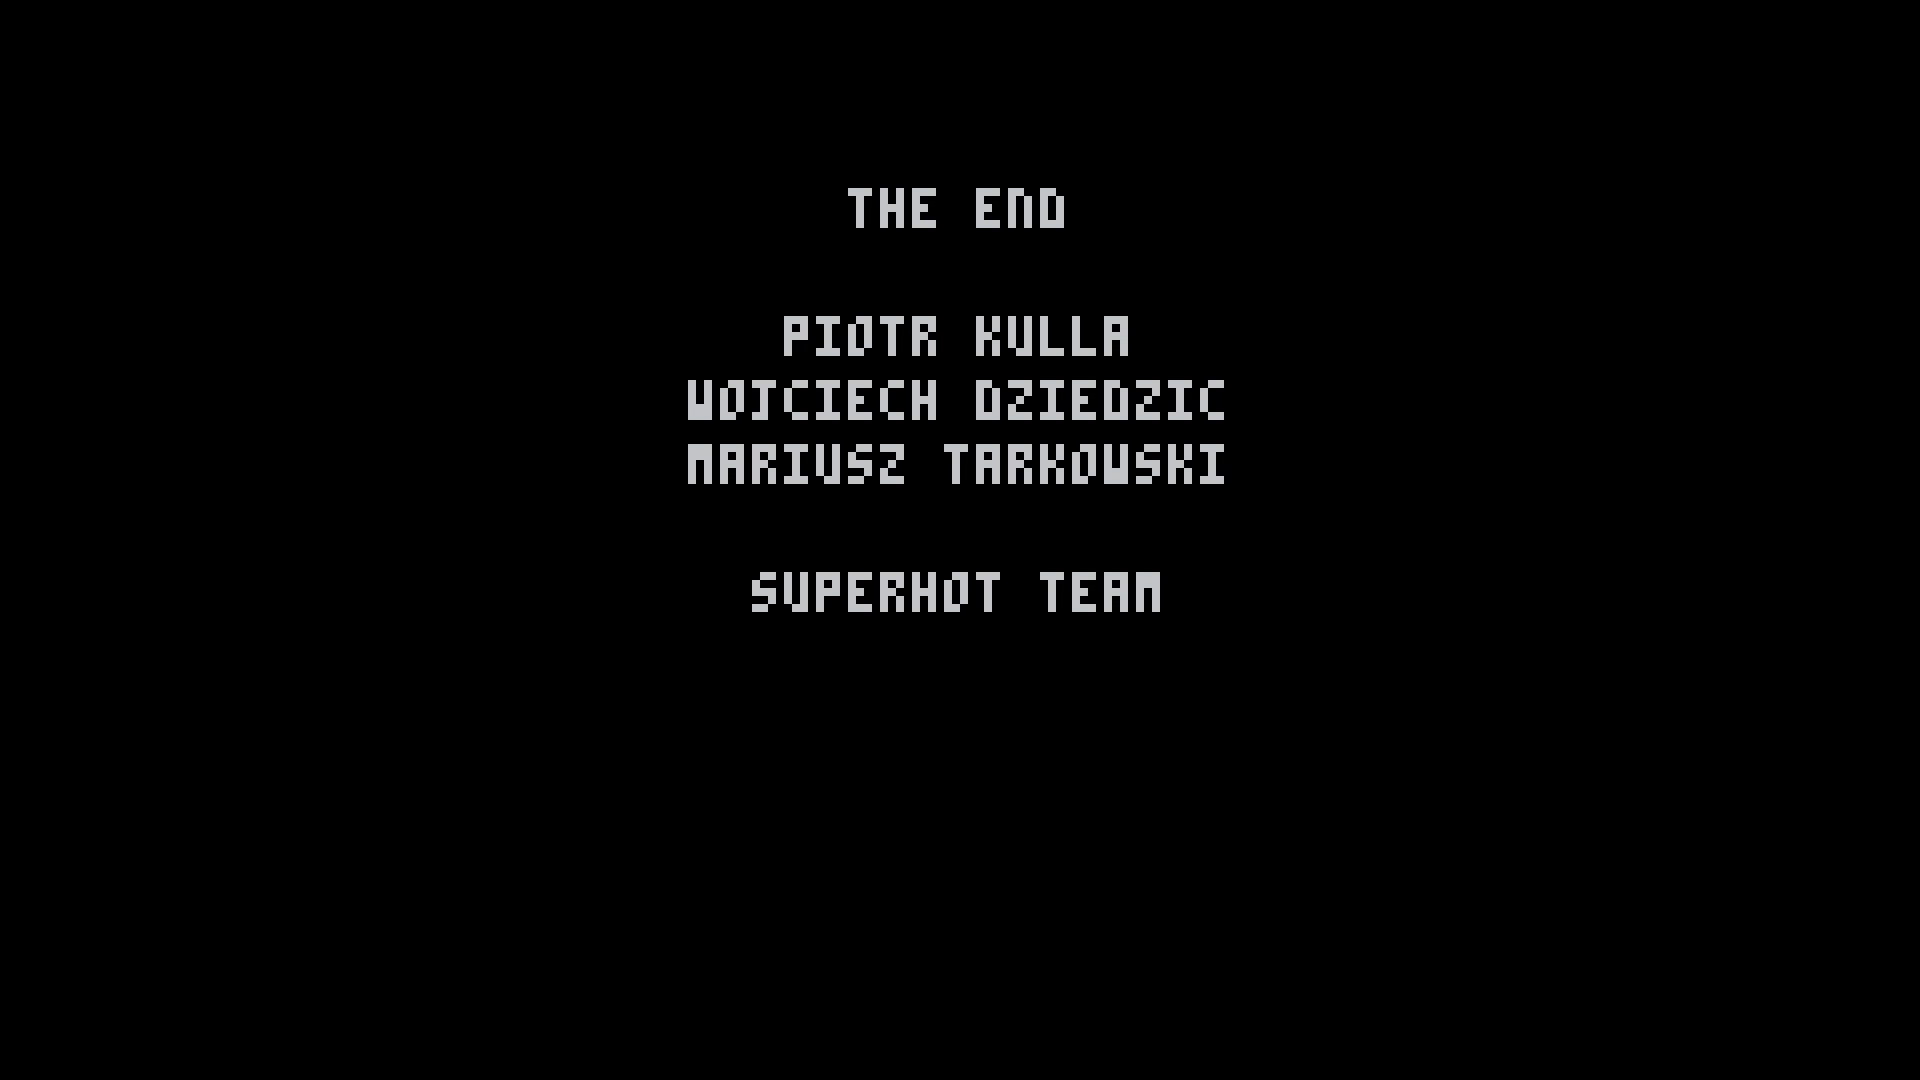 THE END
PIOTR KULLA
WOJCIECH DZIEDZIC
MARIUSZ TARKOWSKI
SUPERHOT TEAM